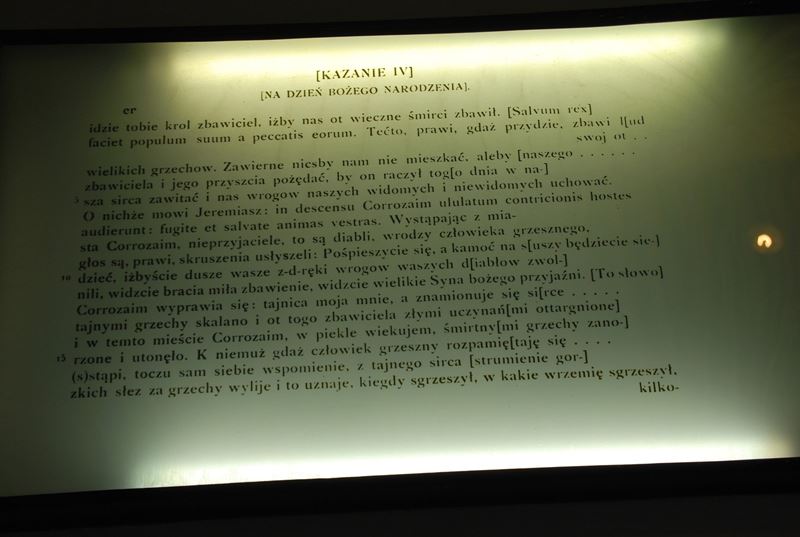 [KAZANIE IV]
[NA DZIEŃ BOŻEGO NARODZENIA].
er
idzie tobie krol zbawiciel, iżby nas ot wieczne śmirci zbawił. [Salvum rex]
faciet populum suum a peccatis eorum. Tećto, prawi, gdaż przydzie, zbawi l[ud
swoj ot . .
wielikich grzechow. Zawierne nicsby nam nie mieszkać, aleby [naszego . . . . . .
zbawiciela i jego przyszcia pożędać, by on raczył tog[o dnia w na-]
5 sza sirca zawitać i nas wrogow naszych widomych i niewidomych uchować.
O nichże mowi Jeremiasz: in descensu Corrozaim ululatum contricionis hostes
audierunt: fugite et salvate animas vestras. Wystąpając z mia-
sta Corrozaim, nieprzyjaciele, to są diabli, wrodzy człowieka grzesznego,
głos są, prawi, skruszenia usłyszeli: Pośpieszycie się, a kamoć na s[uszy będziecie sie-]
10 dzieć, iżbyście dusze wasze z-d-ręki wrogow waszych d[iabłow zwol-]
nili, widzcie bracia miła zbawienie, widzcie wielikie Syna bożego przyjaźni. [To słowo]
Corrozaim wyprawia się: tajnica moja mnie, a znamionuje się si[rce . . . . .
tajnymi grzechy skalano i ot togo zbawiciela złymi uczynań[mi ottargnione]
i w temto mieście Corrozaim, w piekle wiekujem, śmirtny[mi grzechy zano-]
15 rzone i utonęło. K niemuż gdaż człowiek grzeszny rozpamię[taję się . . . .
(s)stąpi, toczu sam siebie wspomienie, z tajnego sirca [strumienie gor-]
zkich słez za grzechy wylije i to uznaje, kiegdy sgrzeszył, w kakie wrzemię sgrzeszył,
kilko-